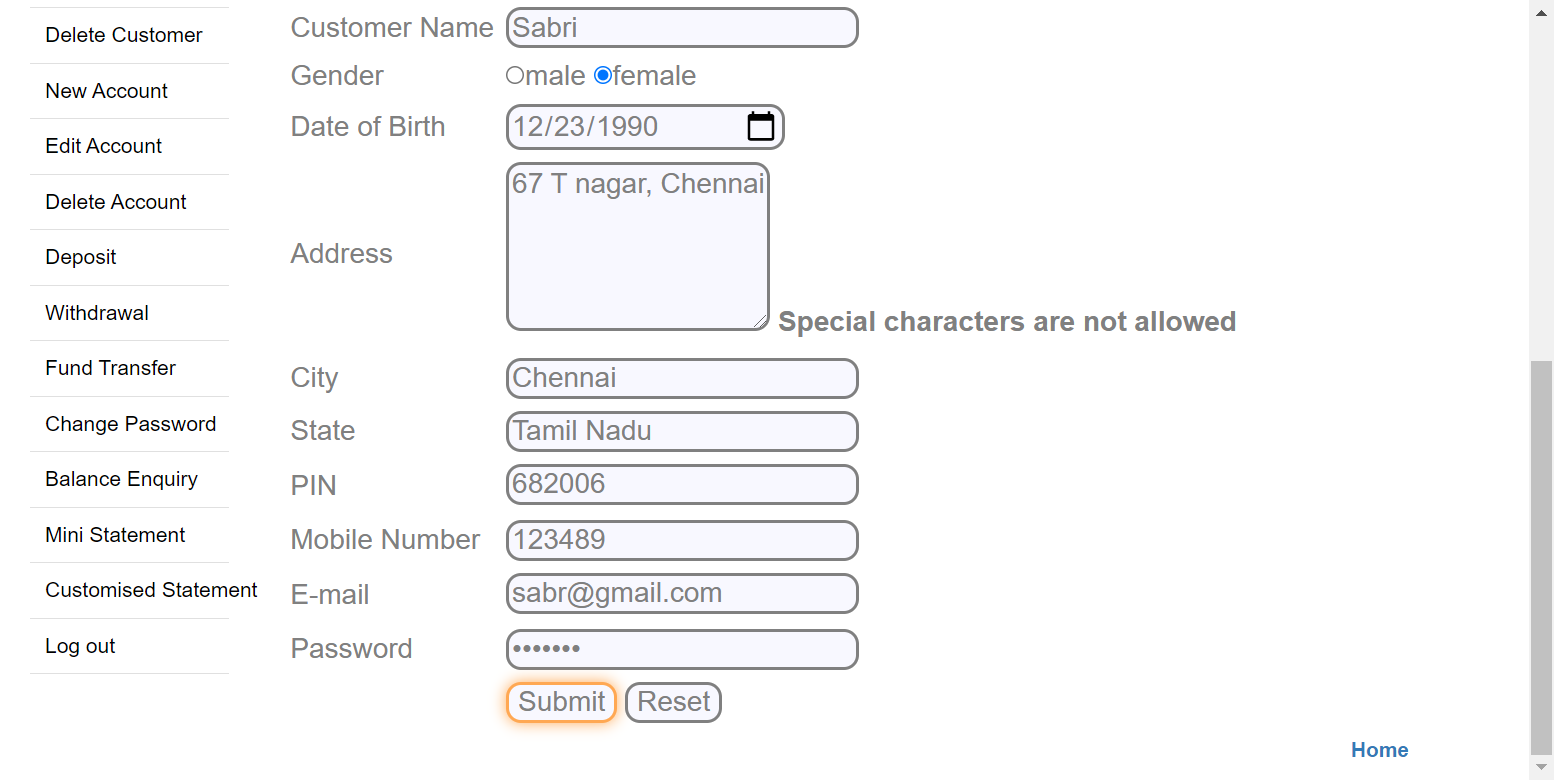 Delete Customer
New Account
Edit Account
Delete Account
Deposit
Withdrawal
Fund Transfer
Change Password
Balance Enquiry
Mini Statement
Customised Statement
Log out
Customer Name Sabri
Gender male female
Date of Birth 12/23/1990
Address 67 T nagar, Chennai
Special characters are not allowed
City Chennai
State Tamil Nadu
PIN 682006
Mobile Number 123489
E-mail sabr@gmail.com
Password •••••••
Submit Reset
Home